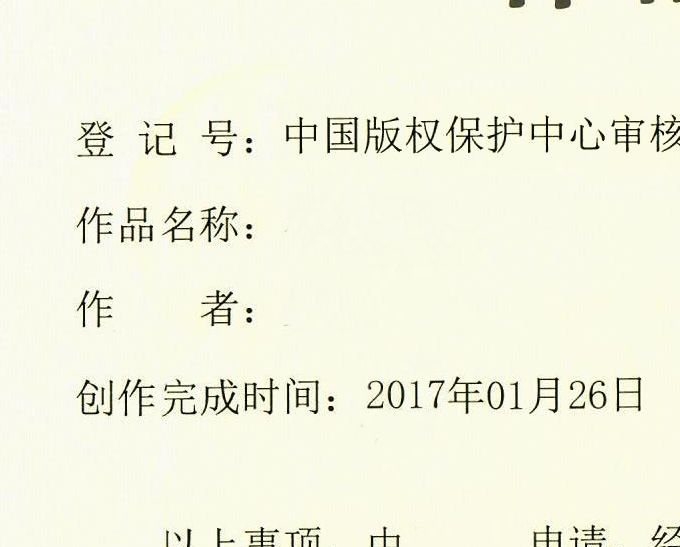 登 记 号：中国版权保护中心审核
作品名称：
作 者：
创作完成时间：2017年01月26日
以上事项，由 申请，经